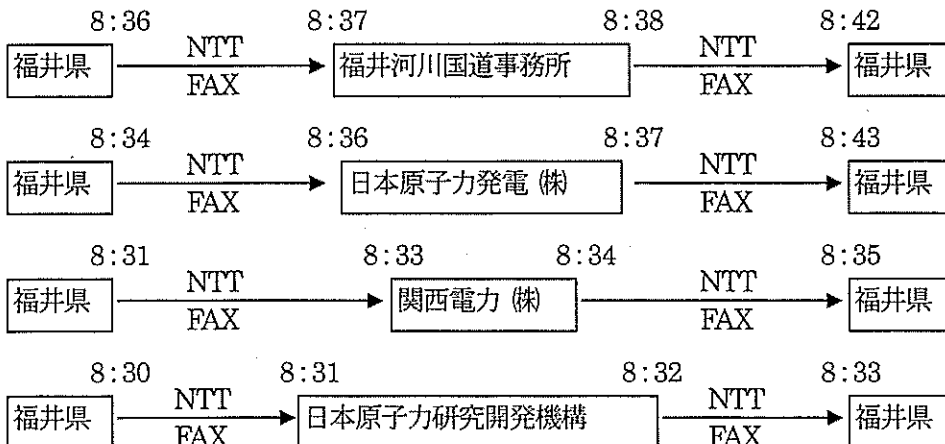 8:36 8:37 8:38 8:42
福井県 NTT FAX 福井河川国道事務所 NTT FAX 福井県
8:34 8:36 8:37 8:43
福井県 NTT FAX 日本原子力発電 (株) NTT FAX 福井県
8:31 8:33 8:34 8:35
福井県 NTT FAX 関西電力 (株) NTT FAX 福井県
8:30 8:31 8:32 8:33
福井県 NTT FAX 日本原子力研究開発機構 NTT FAX 福井県